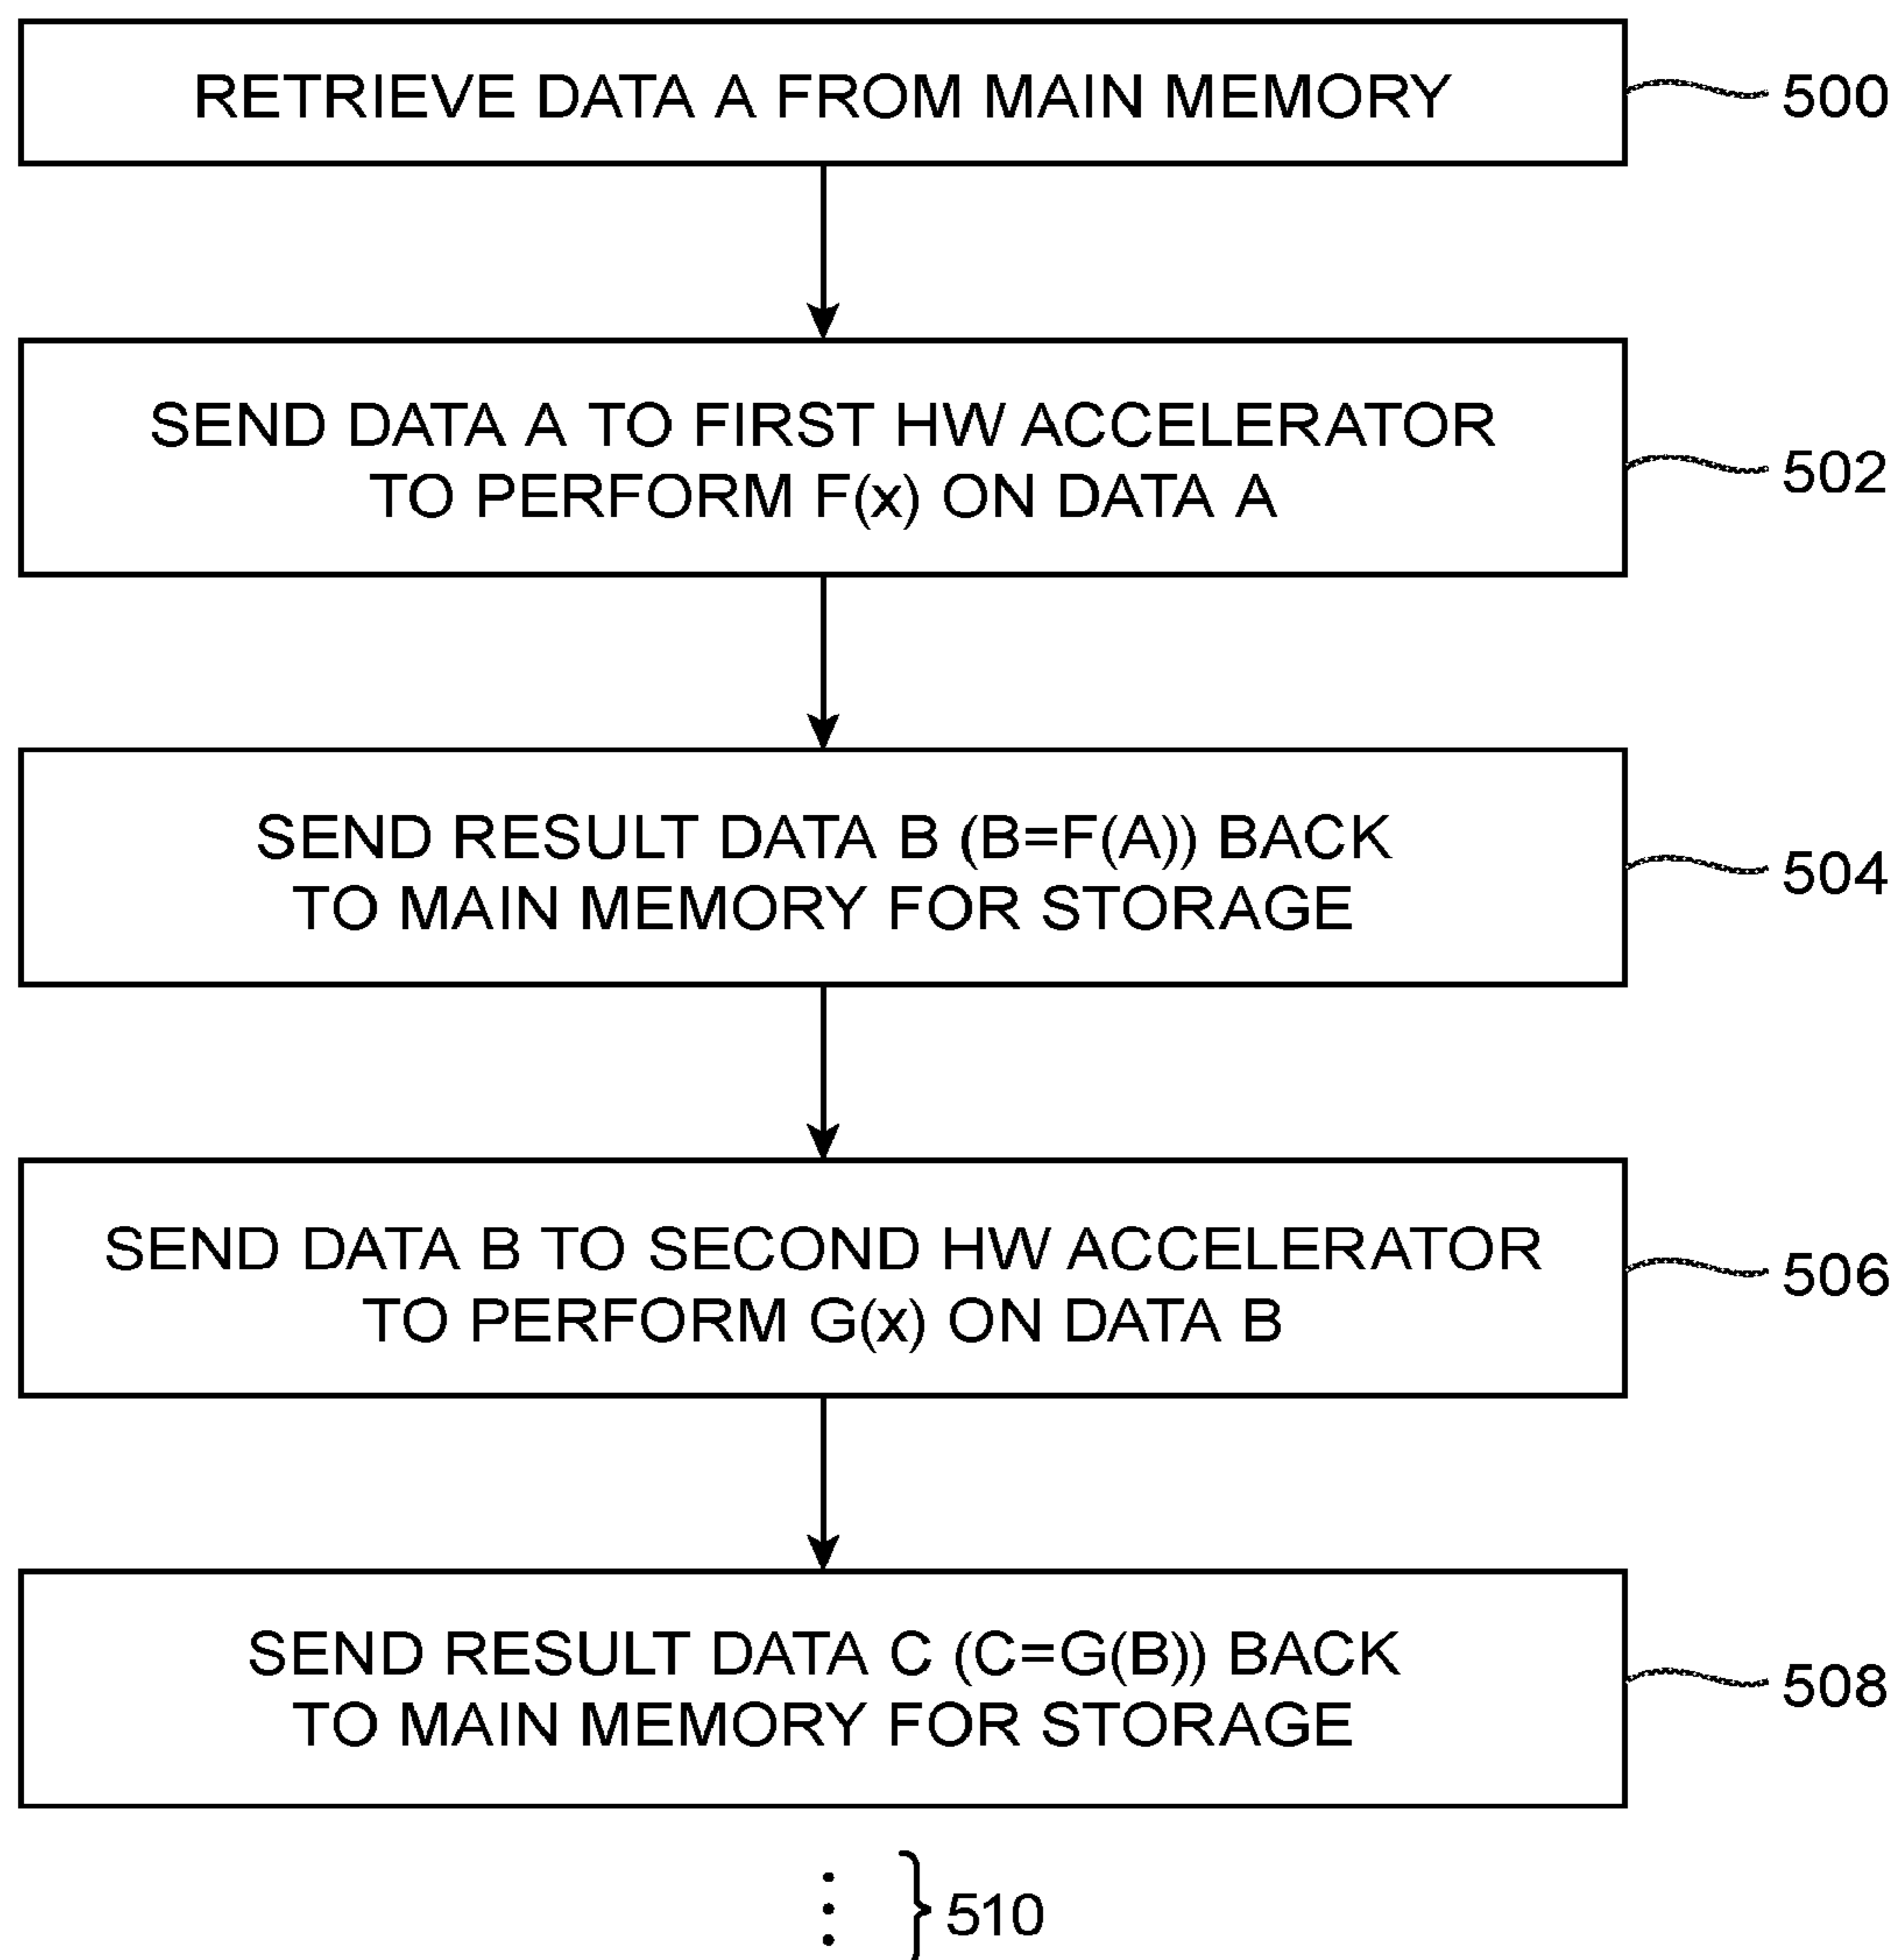 RETRIEVE DATA A FROM MAIN MEMORY
500
SEND DATA A TO FIRST HW ACCELERATOR
TO PERFORM F(x) ON DATA A
502
SEND RESULT DATA B (B=F(A)) BACK
TO MAIN MEMORY FOR STORAGE
504
SEND DATA B TO SECOND HW ACCELERATOR
TO PERFORM G(x) ON DATA B
506
SEND RESULT DATA C (C=G(B)) BACK
TO MAIN MEMORY FOR STORAGE
508
510